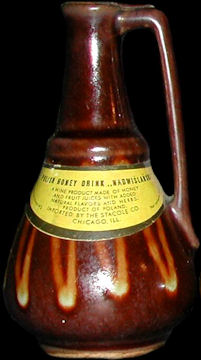 POLISH HONEY DRINK „NADWISLANSKI
A WINE PRODUCT MADE OF HONEY
AND FRUIT JUICES WITH ADDED
NATURAL FLAVORS AND HERBS.
PRODUCT OF POLAND
IMPORTED BY THE STACOLE CO.
CHICAGO, ILL.